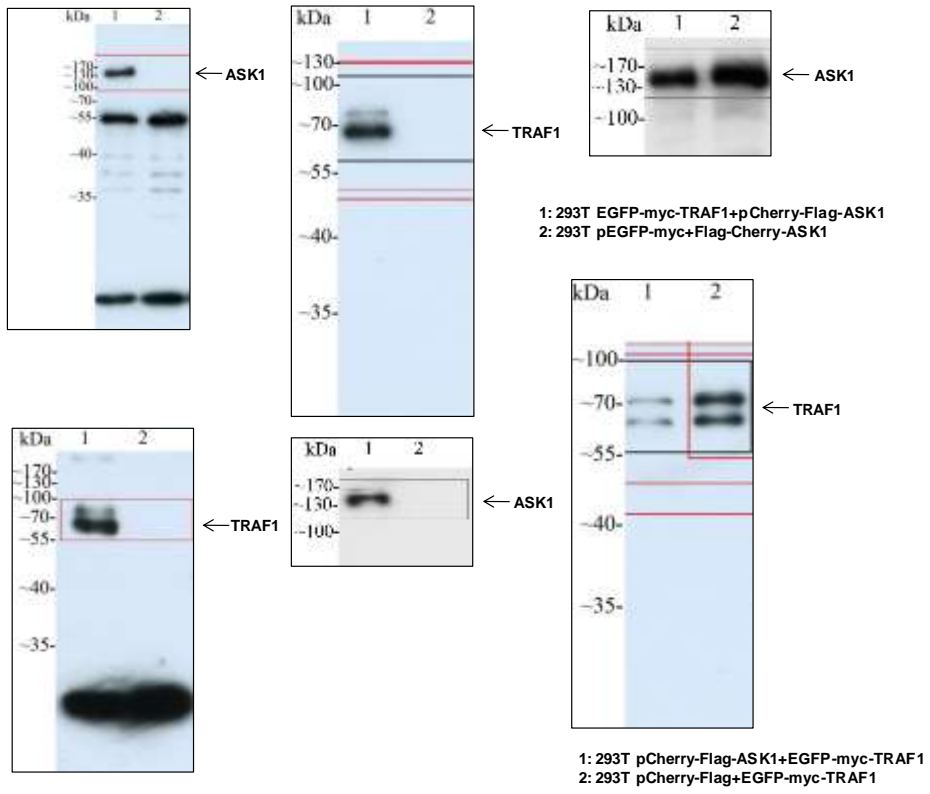 kDa 1 2
~170-
~130-
~100-
~70-
~55-
~40-
~35-
← ASK1
kDa 1 2
~130-
~100-
~70-
~55-
~40-
~35-
← TRAF1
1 2
~170-
~130-
~100-
← ASK1
1: 293T EGFP-myc-TRAF1+pCherry-Flag-ASK1
2: 293T pEGFP-myc+Flag-Cherry-ASK1
kDa 1 2
~170-
~130-
~100-
~70-
~55-
~40-
~35-
← TRAF1
kDa 1 2
~170-
~130-
~100-
← ASK1
kDa 1 2
~100-
~70-
~55-
~40-
~35-
← TRAF1
1: 293T pCherry-Flag-ASK1+EGFP-myc-TRAF1
2: 293T pCherry-Flag+EGFP-myc-TRAF1